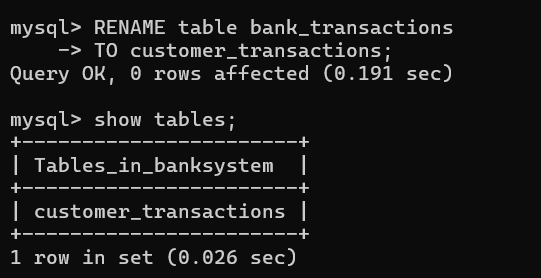 mysql> RENAME table bank_transactions
    -> TO customer_transactions;
Query OK, 0 rows affected (0.191 sec)

mysql> show tables;
+-----------------------+
| Tables_in_banksystem  |
+-----------------------+
| customer_transactions |
+-----------------------+
1 row in set (0.026 sec)